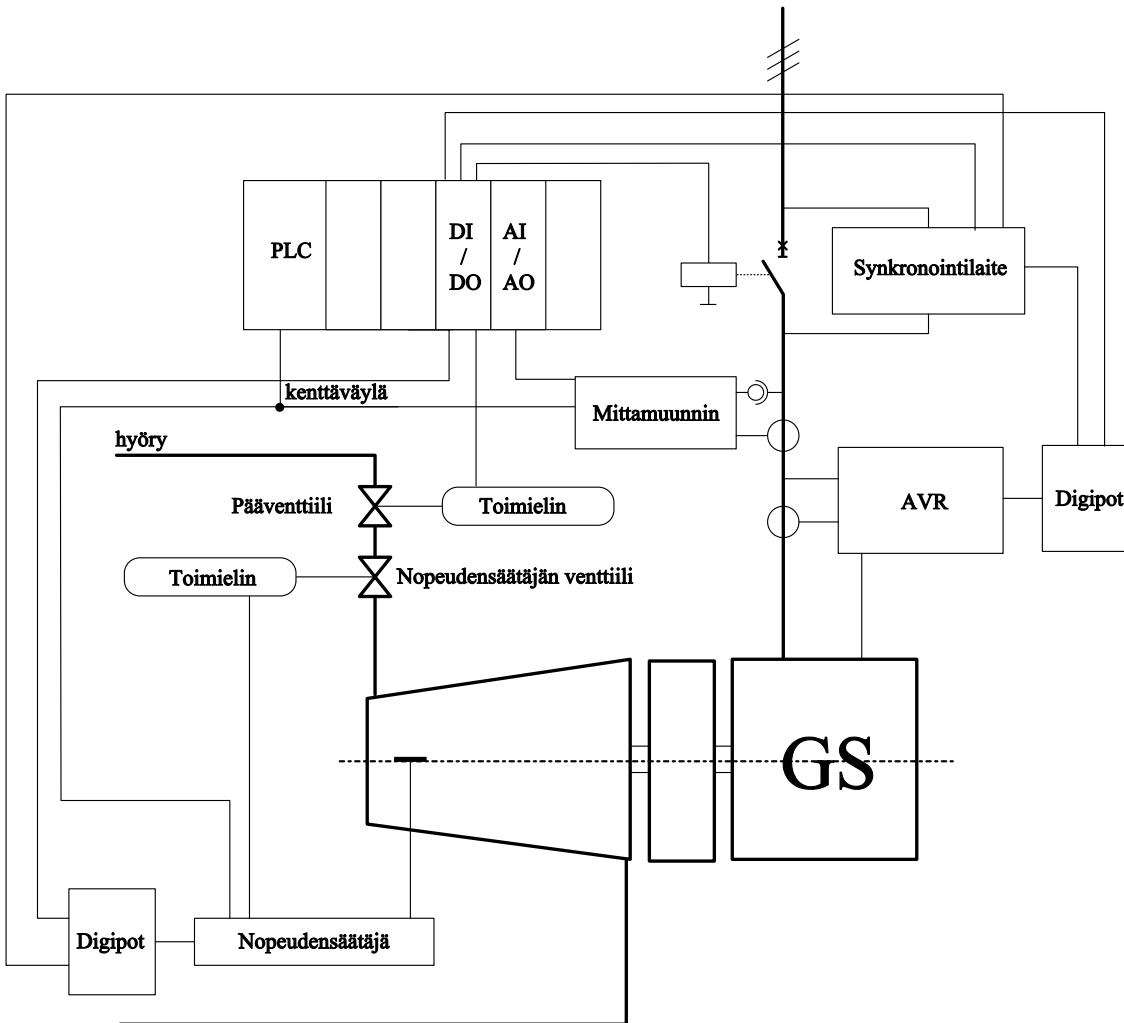 PLC
DI
/
DO
AI
/
AO
Synkronointilaite
kenttäväylä
Mittamuunnin
hyöry
Pääventtiili
Toimielin
AVR
Digipot
Toimielin
Nopeudensäätäjän venttiili
GS
Digipot
Nopeudensäätäjä